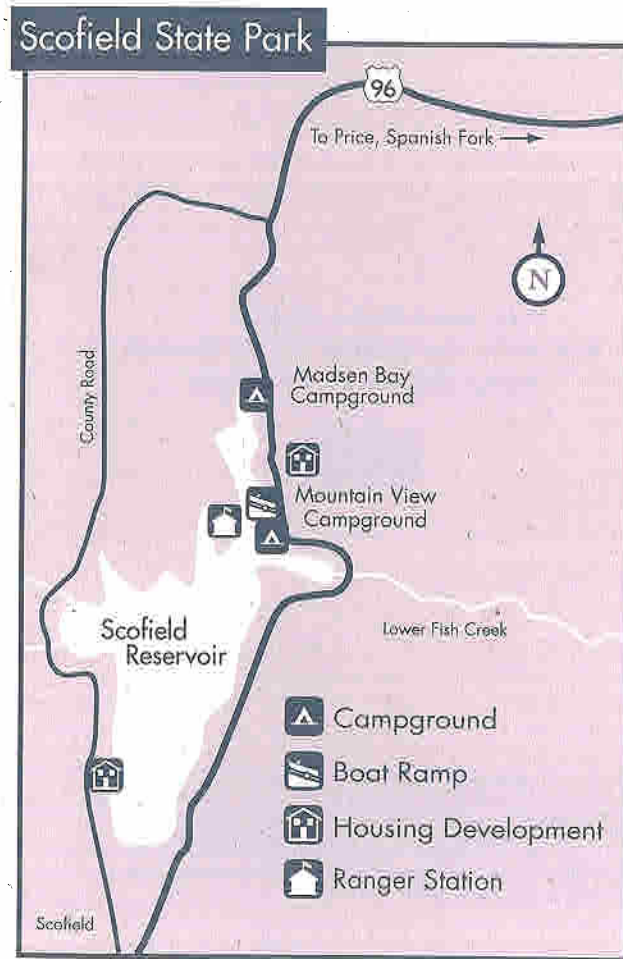 Scofield State Park
96
To Price, Spanish Fork
N
County Road
Madsen Bay
Campground
Mountain View
Campground
Scofield
Reservoir
Lower Fish Creek
Campground
Boat Ramp
Housing Development
Ranger Station
Scofield